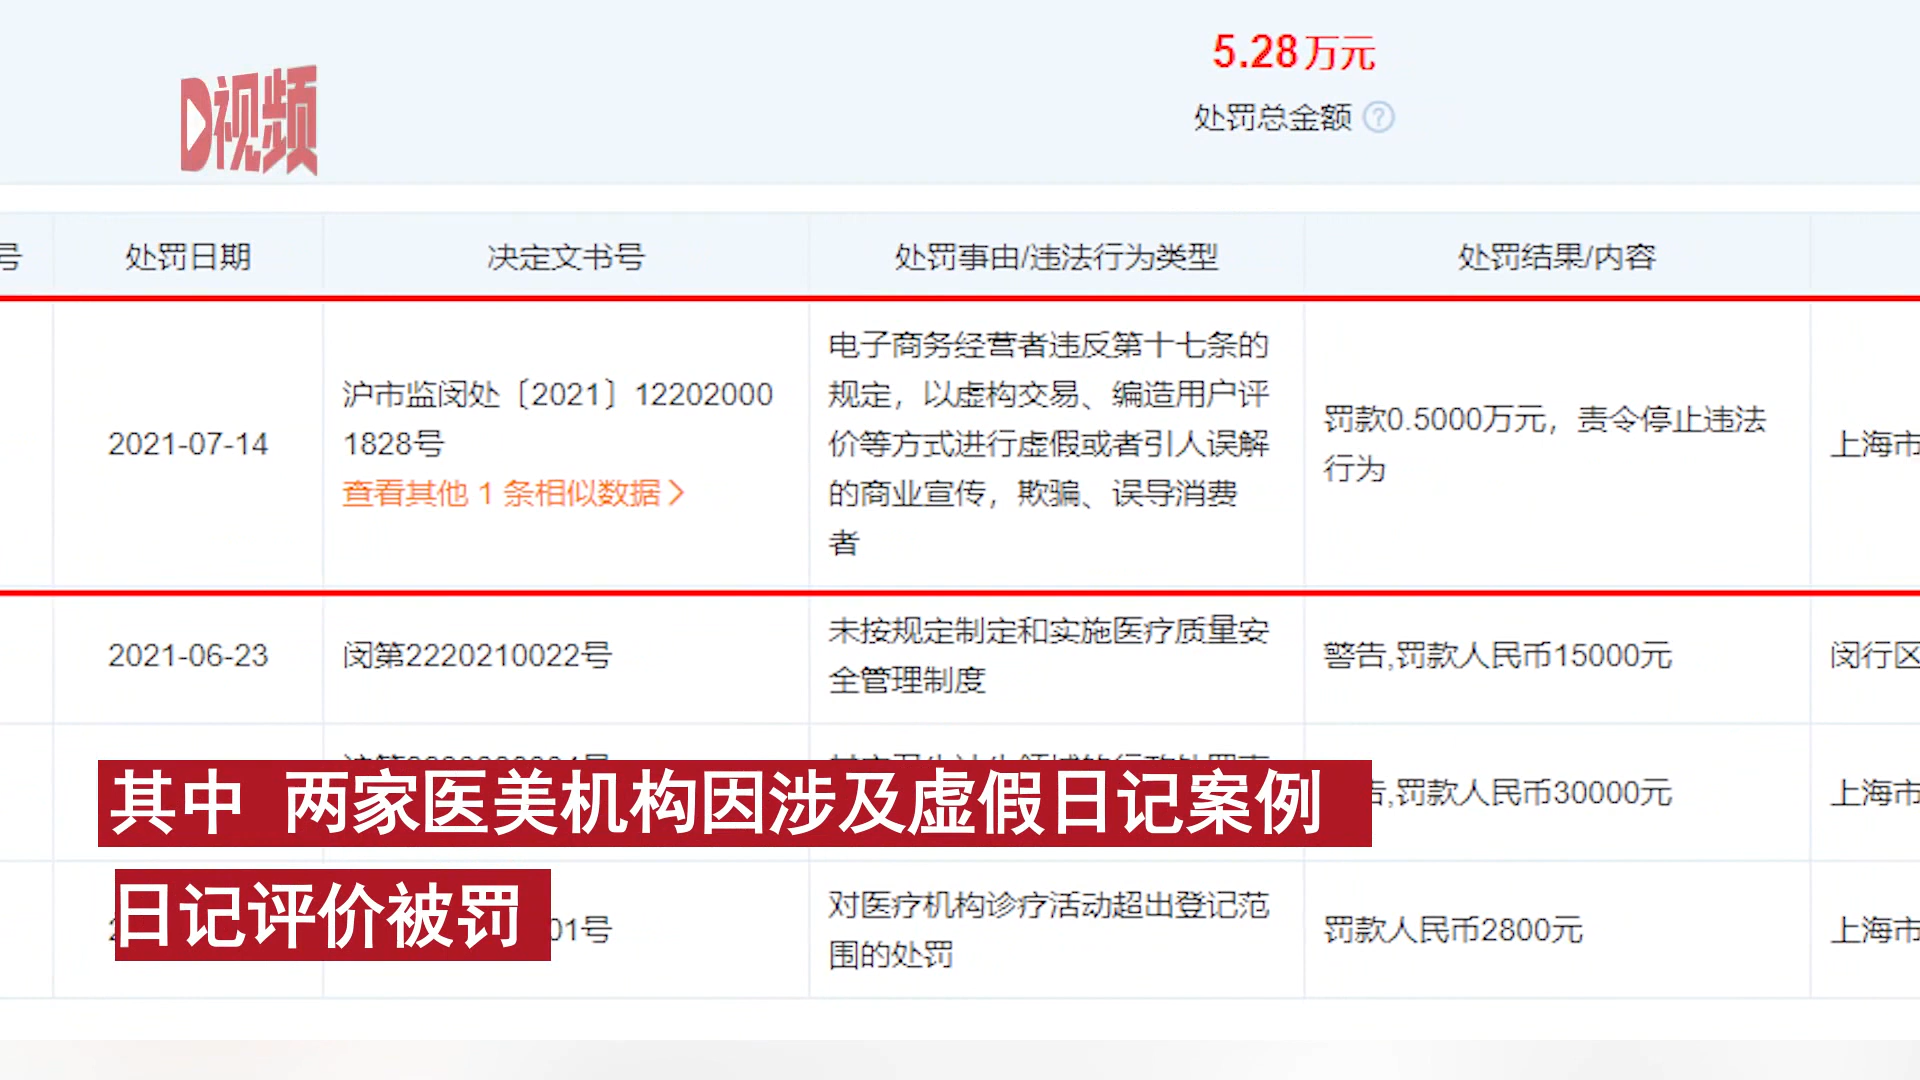 5.28万元
处罚总金额 ?
D视频
号 处罚日期 决定文书号 处罚事由/违法行为类型 处罚结果/内容
2021-07-14
沪市监闵处〔2021〕12202000
1828号
查看其他 1 条相似数据 >
电子商务经营者违反第十七条的
规定，以虚构交易、编造用户评
价等方式进行虚假或者引人误解
的商业宣传，欺骗、误导消费
者
罚款0.5000万元，责令停止违法
行为
上海市
2021-06-23
闵第2220210022号
未按规定制定和实施医疗质量安
全管理制度
警告,罚款人民币15000元
闵行区
告,罚款人民币30000元
上海市
其中 两家医美机构因涉及虚假日记案例
日记评价被罚
01号
对医疗机构诊疗活动超出登记范
围的处罚
罚款人民币2800元
上海市